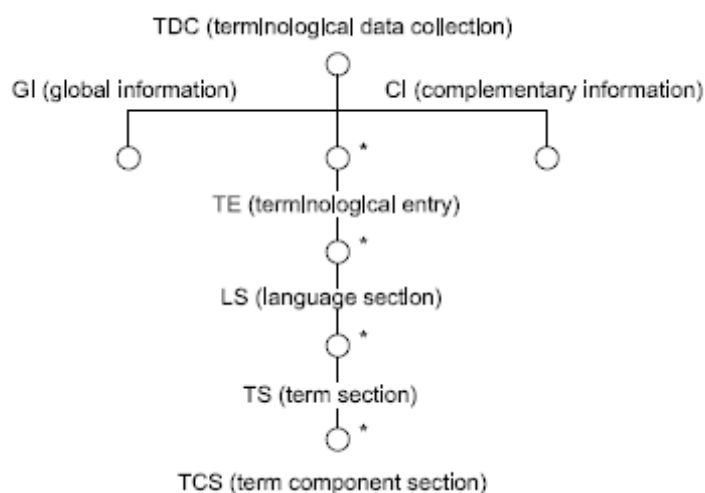 TDC (terminological data collection)
GI (global information)
CI (complementary information)
*
TE (terminological entry)
*
LS (language section)
*
TS (term section)
*
TCS (term component section)